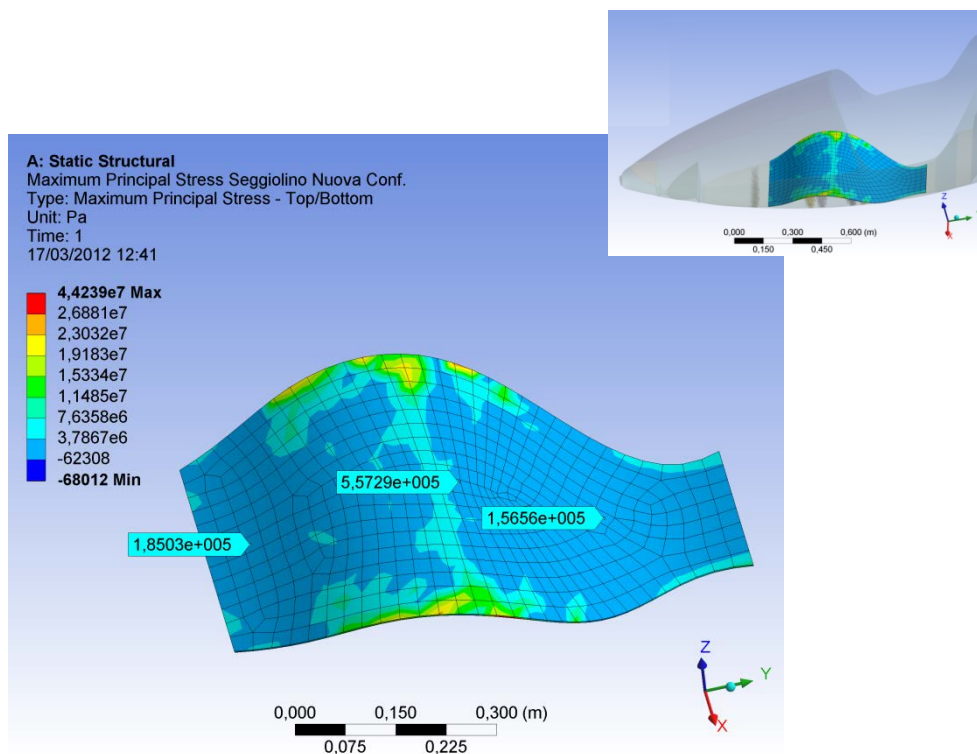 0,000 0,300 0,600 (m)
0,150 0,450
Z
Y
X
A: Static Structural
Maximum Principal Stress Seggiolino Nuova Conf.
Type: Maximum Principal Stress - Top/Bottom
Unit: Pa
Time: 1
17/03/2012 12:41
4,4239e7 Max
2,6881e7
2,3032e7
1,9183e7
1,5334e7
1,1485e7
7,6358e6
3,7867e6
-62308
-68012 Min
5,5729e+005
1,5656e+005
1,8503e+005
0,000 0,150 0,300 (m)
0,075 0,225
Z
Y
X